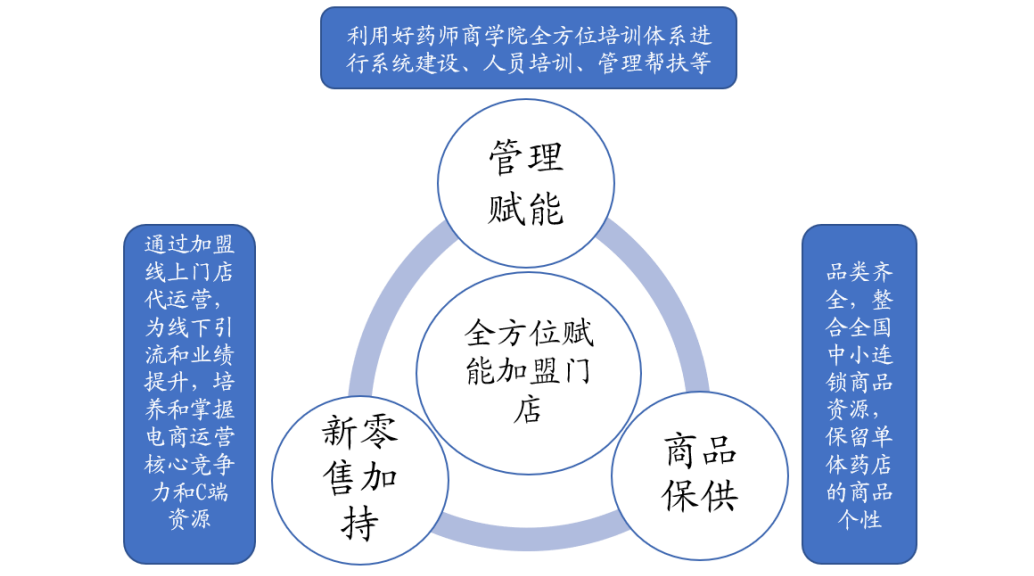 利用好药师商学院全方位培训体系进
行系统建设、人员培训、管理帮扶等
管理
赋能
通过加盟
线上门店
代运营，
为线下引
流和业绩
提升，培
养和掌握
电商运营
核心竞争
力和C端
资源
全方位赋
能加盟门
店
品类齐
全，整
合全国
中小连
锁商品
资源，
保留单
体药店
的商品
个性
新零
售加
持
商品
保供